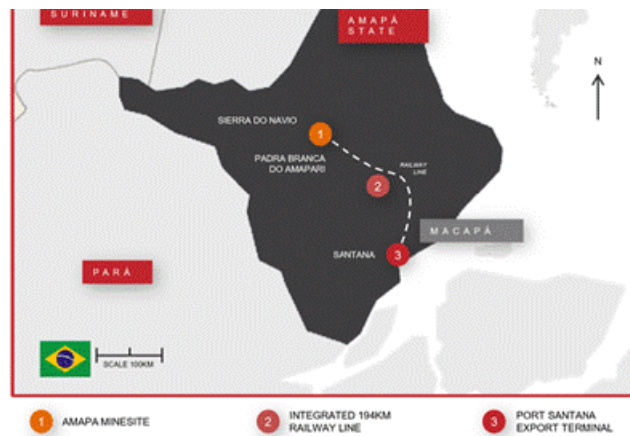 SURINAME
AMAPÁ
STATE
N
SIERRA DO NAVIO
1
PADRA BRANCA
DO AMAPARI
RAILWAY
LINE
2
MACAPÁ
SANTANA
3
PARÁ
SCALE 100KM
1 AMAPA MINESITE
2 INTEGRATED 194KM
RAILWAY LINE
3 PORT SANTANA
EXPORT TERMINAL